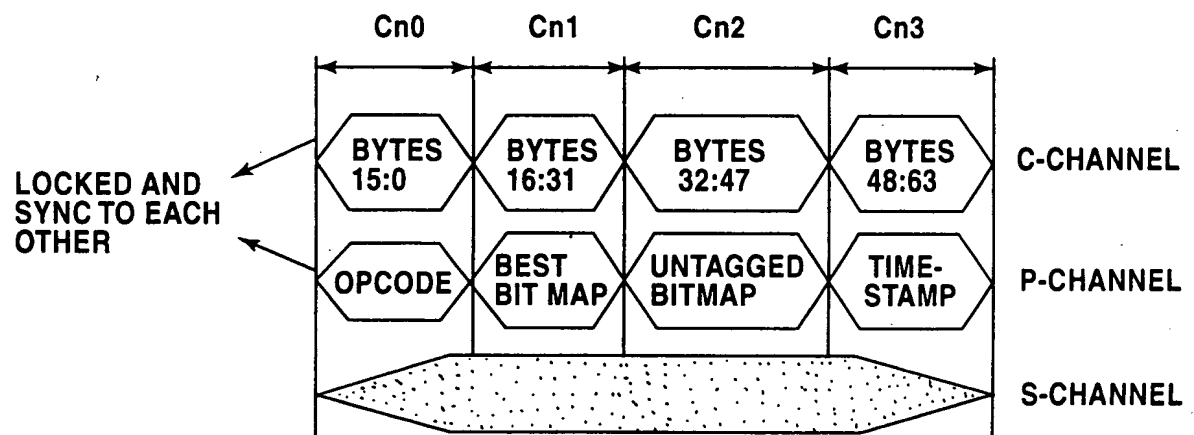 Cn0 Cn1 Cn2 Cn3
BYTES 15:0
BYTES 16:31
BYTES 32:47
BYTES 48:63
C-CHANNEL
LOCKED AND
SYNC TO EACH
OTHER
OPCODE
BEST
BIT MAP
UNTAGGED
BITMAP
TIME-
STAMP
P-CHANNEL
S-CHANNEL